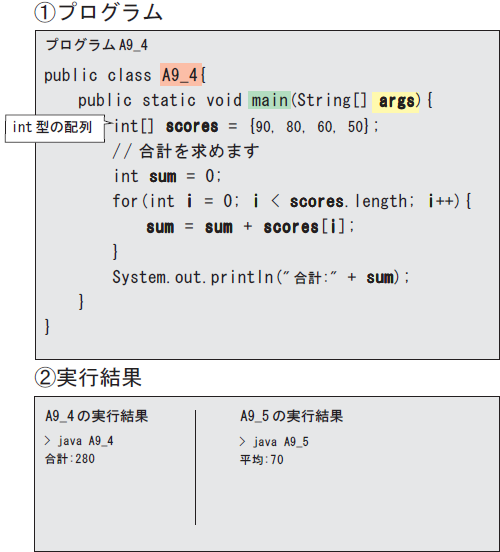 ①プログラム
プログラム A9_4
public class A9_4{
public static void main(String[] args){
int 型の配列
int[] scores = {90, 80, 60, 50};
// 合計を求めます
int sum = 0;
for(int i = 0; i < scores.length; i++){
sum = sum + scores[i];
}
System.out.println("合計:" + sum);
}
}
②実行結果
A9_4 の実行結果
> java A9_4
合計:280
A9_5 の実行結果
> java A9_5
平均:70